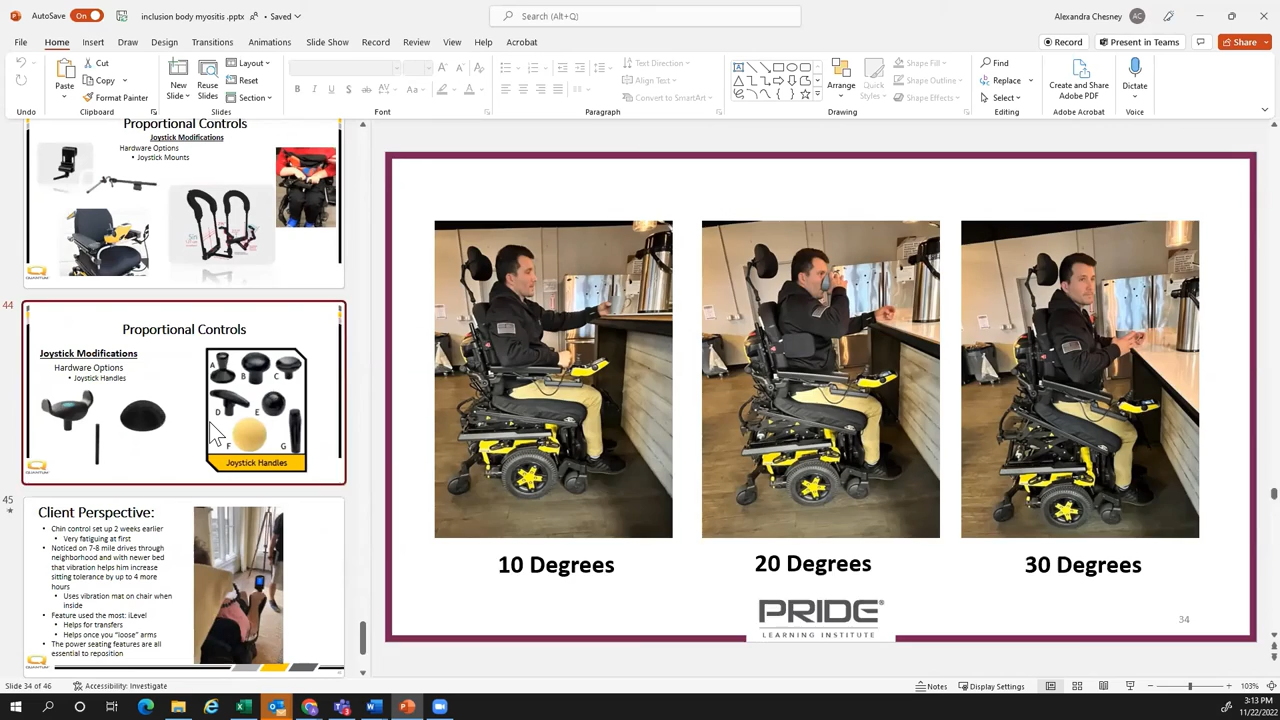 AutoSave On inclusion body myositis .pptx Saved Search (Alt+Q) Alexandra Chesney AC
File Home Insert Draw Design Transitions Animations Slide Show Record Review View Help Acrobat Record Present in Teams Share
Paste Cut Copy Format Painter
New Slide Reuse Slides Layout Reset Section
Text Direction Align Text Convert to SmartArt
Arrange Quick Styles Shape Fill Shape Outline Shape Effects
Find Replace Select
Create and Share Adobe PDF Dictate
Undo Clipboard Slides Font Paragraph Drawing Editing Adobe Acrobat Voice
Proportional Controls
Joystick Modifications
Hardware Options
• Joystick Mounts
QUANTUM
44
Proportional Controls
Joystick Modifications
Hardware Options
• Joystick Handles
A B C
D E
F G
Joystick Handles
QUANTUM
45
Client Perspective:
• Chin control set up 2 weeks earlier
• Very fatiguing at first
• Noticed on 7-8 mile drives through
neighborhood and with newer bed
that vibration helps him increase
sitting tolerance by up to 4 more
hours
• Uses vibration mat on chair when
inside
• Feature used the most: iLevel
• Helps for transfers
• Helps once you "loose" arms
• The power seating features are all
essential to reposition
QUANTUM
10 Degrees 20 Degrees 30 Degrees
PRIDE®
LEARNING INSTITUTE
34
Slide 34 of 46 Accessibility: Investigate Notes Display Settings 103%
3:13 PM
11/22/2022